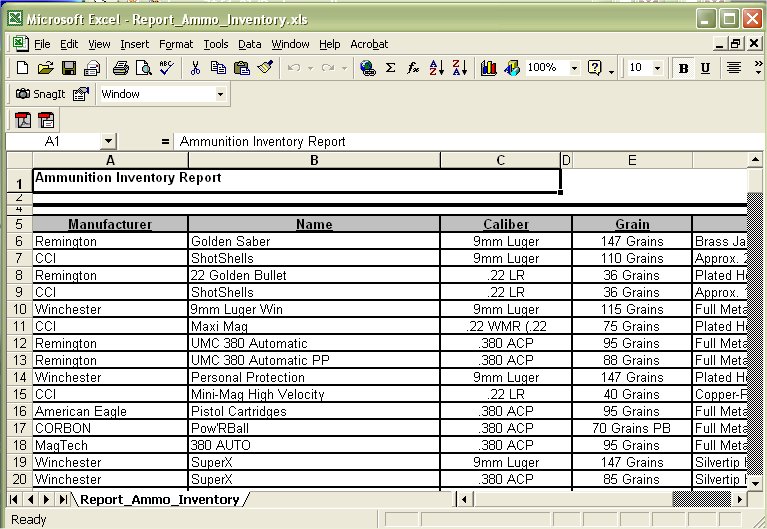 Microsoft Excel - Report_Ammo_Inventory.xls
File Edit View Insert Format Tools Data Window Help Acrobat
100% 10 B U
SnagIt Window
A1 = Ammunition Inventory Report
A B C D E
1 Ammunition Inventory Report
2
4
5 Manufacturer Name Caliber Grain
6 Remington Golden Saber 9mm Luger 147 Grains Brass Ja
7 CCI ShotShells 9mm Luger 110 Grains Approx. 2
8 Remington 22 Golden Bullet .22 LR 36 Grains Plated H
9 CCI ShotShells .22 LR 36 Grains Approx. 1
10 Winchester 9mm Luger Win 9mm Luger 115 Grains Full Meta
11 CCI Maxi Mag .22 WMR (.22 75 Grains Plated H
12 Remington UMC 380 Automatic .380 ACP 95 Grains Full Meta
13 Remington UMC 380 Automatic PP .380 ACP 88 Grains Full Meta
14 Winchester Personal Protection 9mm Luger 147 Grains Plated H
15 CCI Mini-Mag High Velocity .22 LR 40 Grains Copper-P
16 American Eagle Pistol Cartridges .380 ACP 95 Grains Full Meta
17 CORBON Pow'RBall .380 ACP 70 Grains PB Full Meta
18 MagTech 380 AUTO .380 ACP 95 Grains Full Meta
19 Winchester SuperX 9mm Luger 147 Grains Silvertip H
20 Winchester SuperX .380 ACP 85 Grains Silvertip H
Report_Ammo_Inventory
Ready